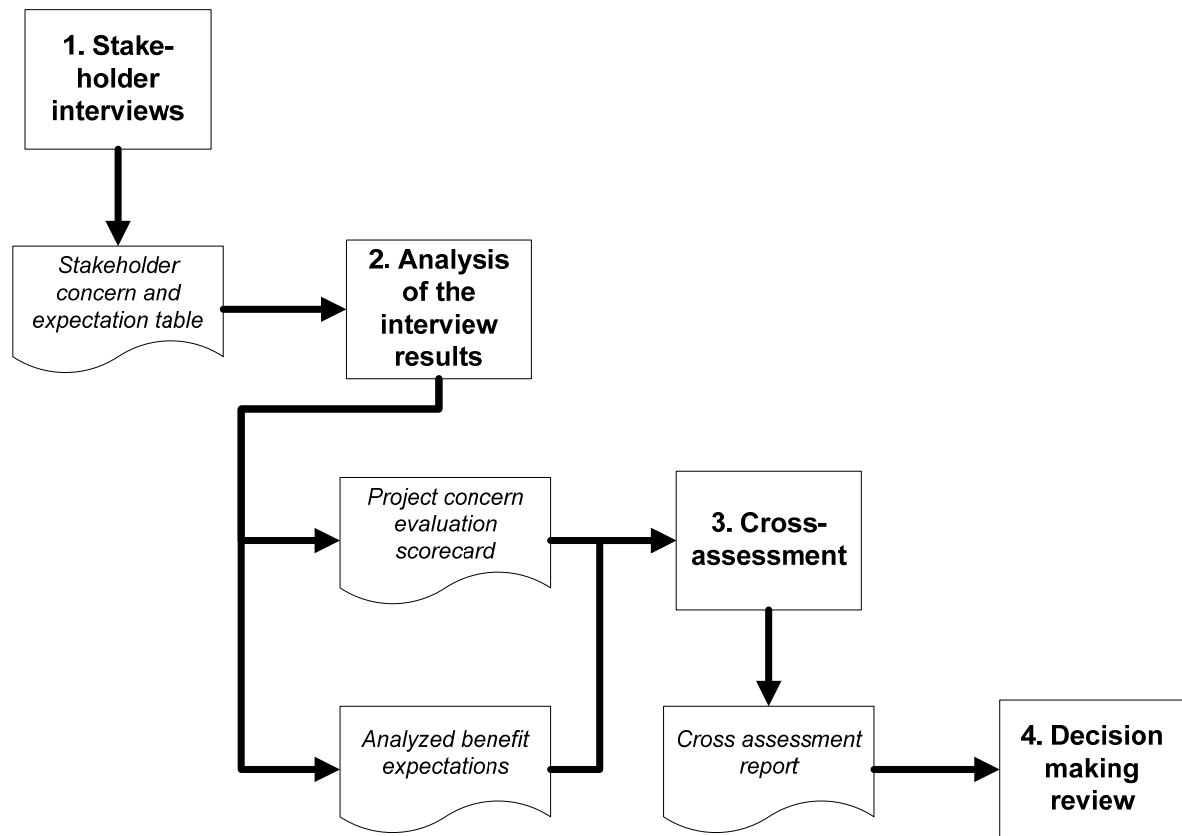 1. Stake-
holder
interviews
Stakeholder
concern and
expectation table
2. Analysis
of the
interview
results
Project concern
evaluation
scorecard
3. Cross-
assessment
Analyzed benefit
expectations
Cross assessment
report
4. Decision
making
review